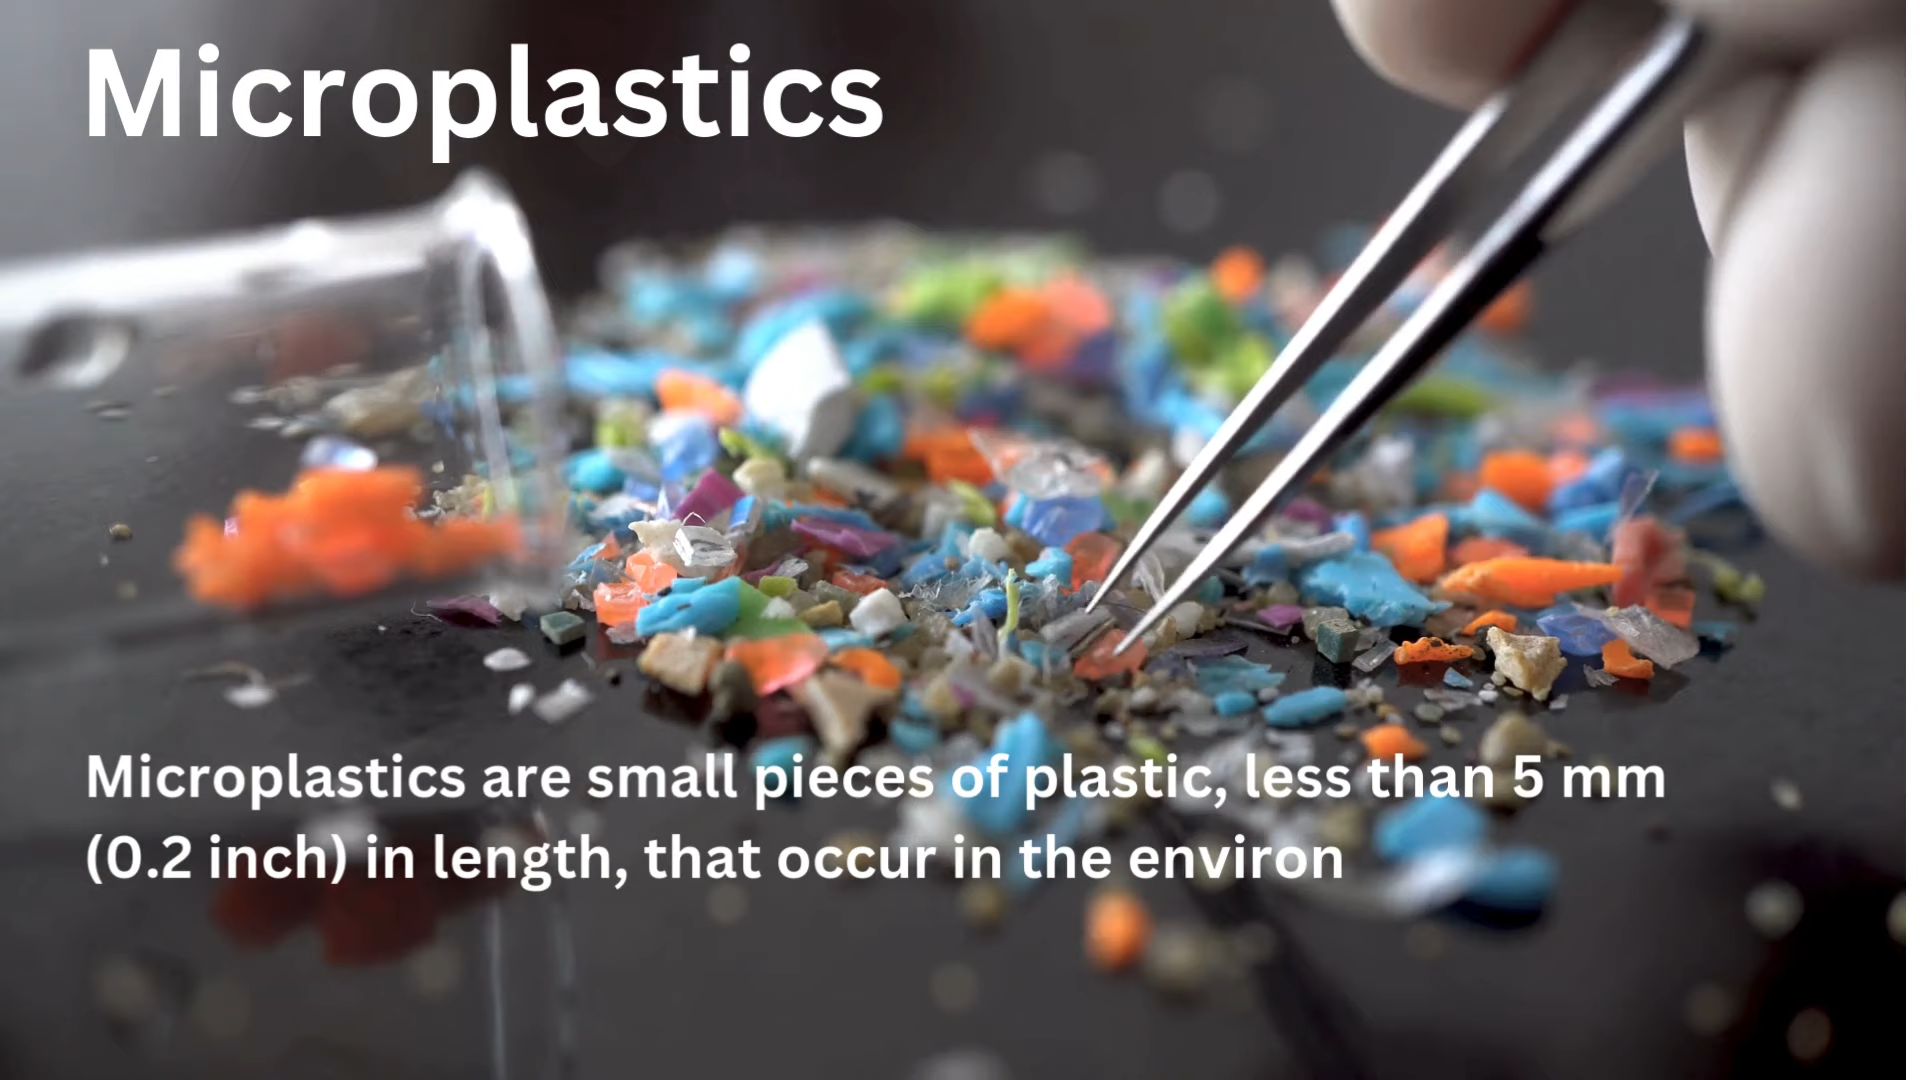 Microplastics
Microplastics are small pieces of plastic, less than 5 mm
(0.2 inch) in length, that occur in the environ